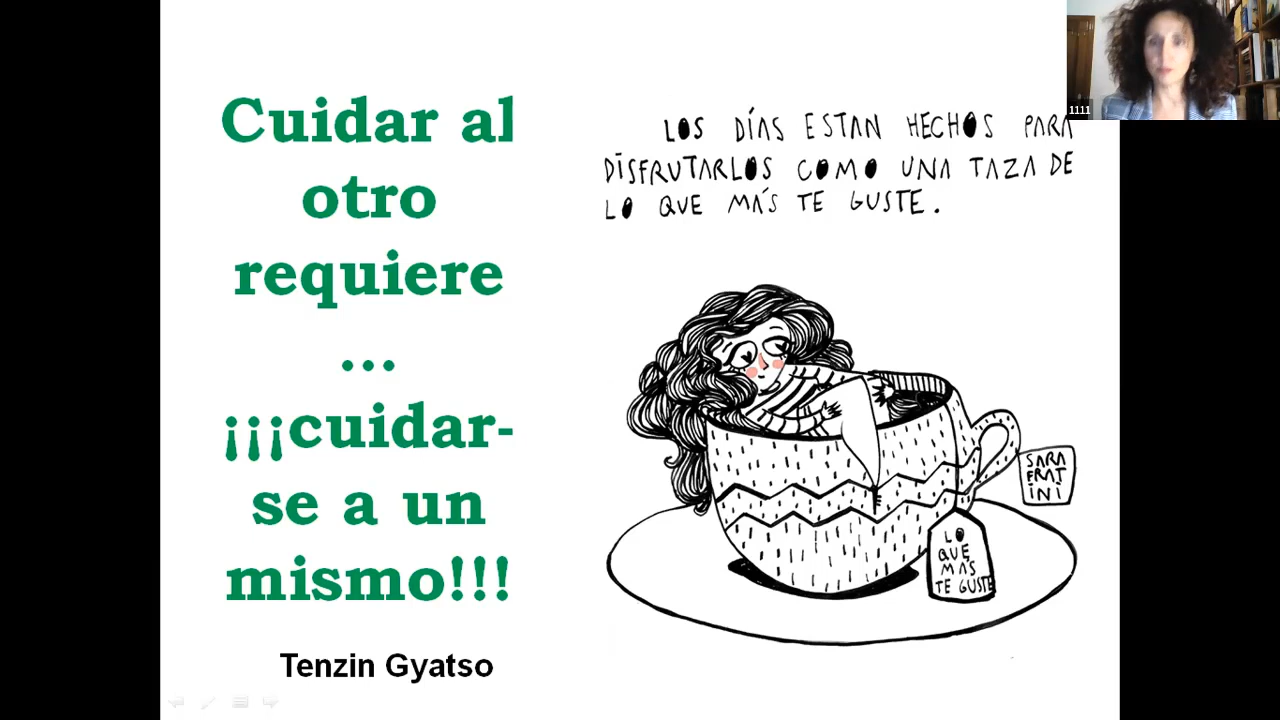 Cuidar al
otro
requiere
...
¡¡¡cuidar-
se a un
mismo!!!
Tenzin Gyatso
LOS DÍAS ESTAN HECHOS PARA
DISFRUTARLOS COMO UNA TAZA DE
LO QUE MÁS TE GUSTE.
SARA
FRAT
INI
LO
QUE
MÁS
TE GUSTE
1111